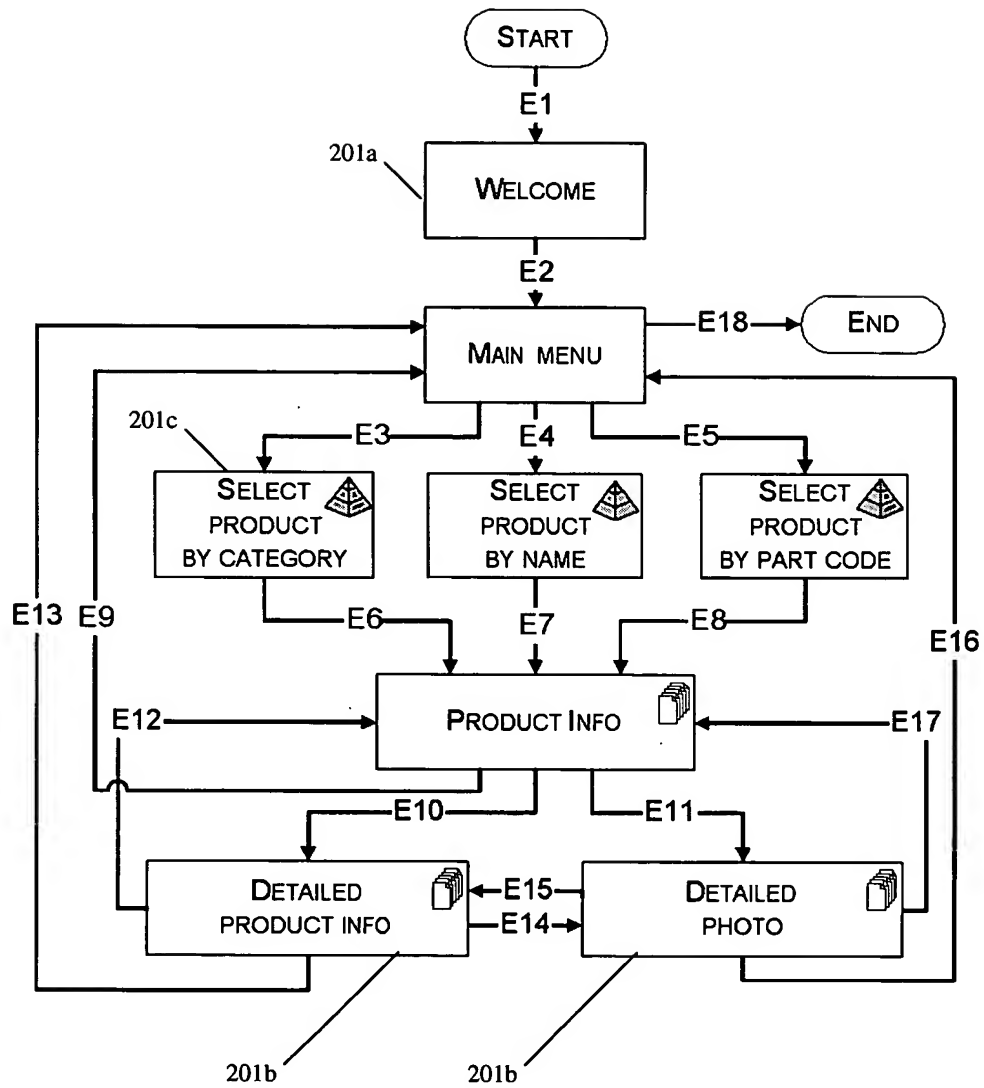 START
E1
201a
WELCOME
E2
E18
END
MAIN MENU
201c
E3
E4
E5
SELECT
PRODUCT
BY CATEGORY
SELECT
PRODUCT
BY NAME
SELECT
PRODUCT
BY PART CODE
E13
E9
E6
E7
E8
E16
E12
PRODUCT INFO
E17
E10
E11
DETAILED
PRODUCT INFO
E15
E14
DETAILED
PHOTO
201b
201b